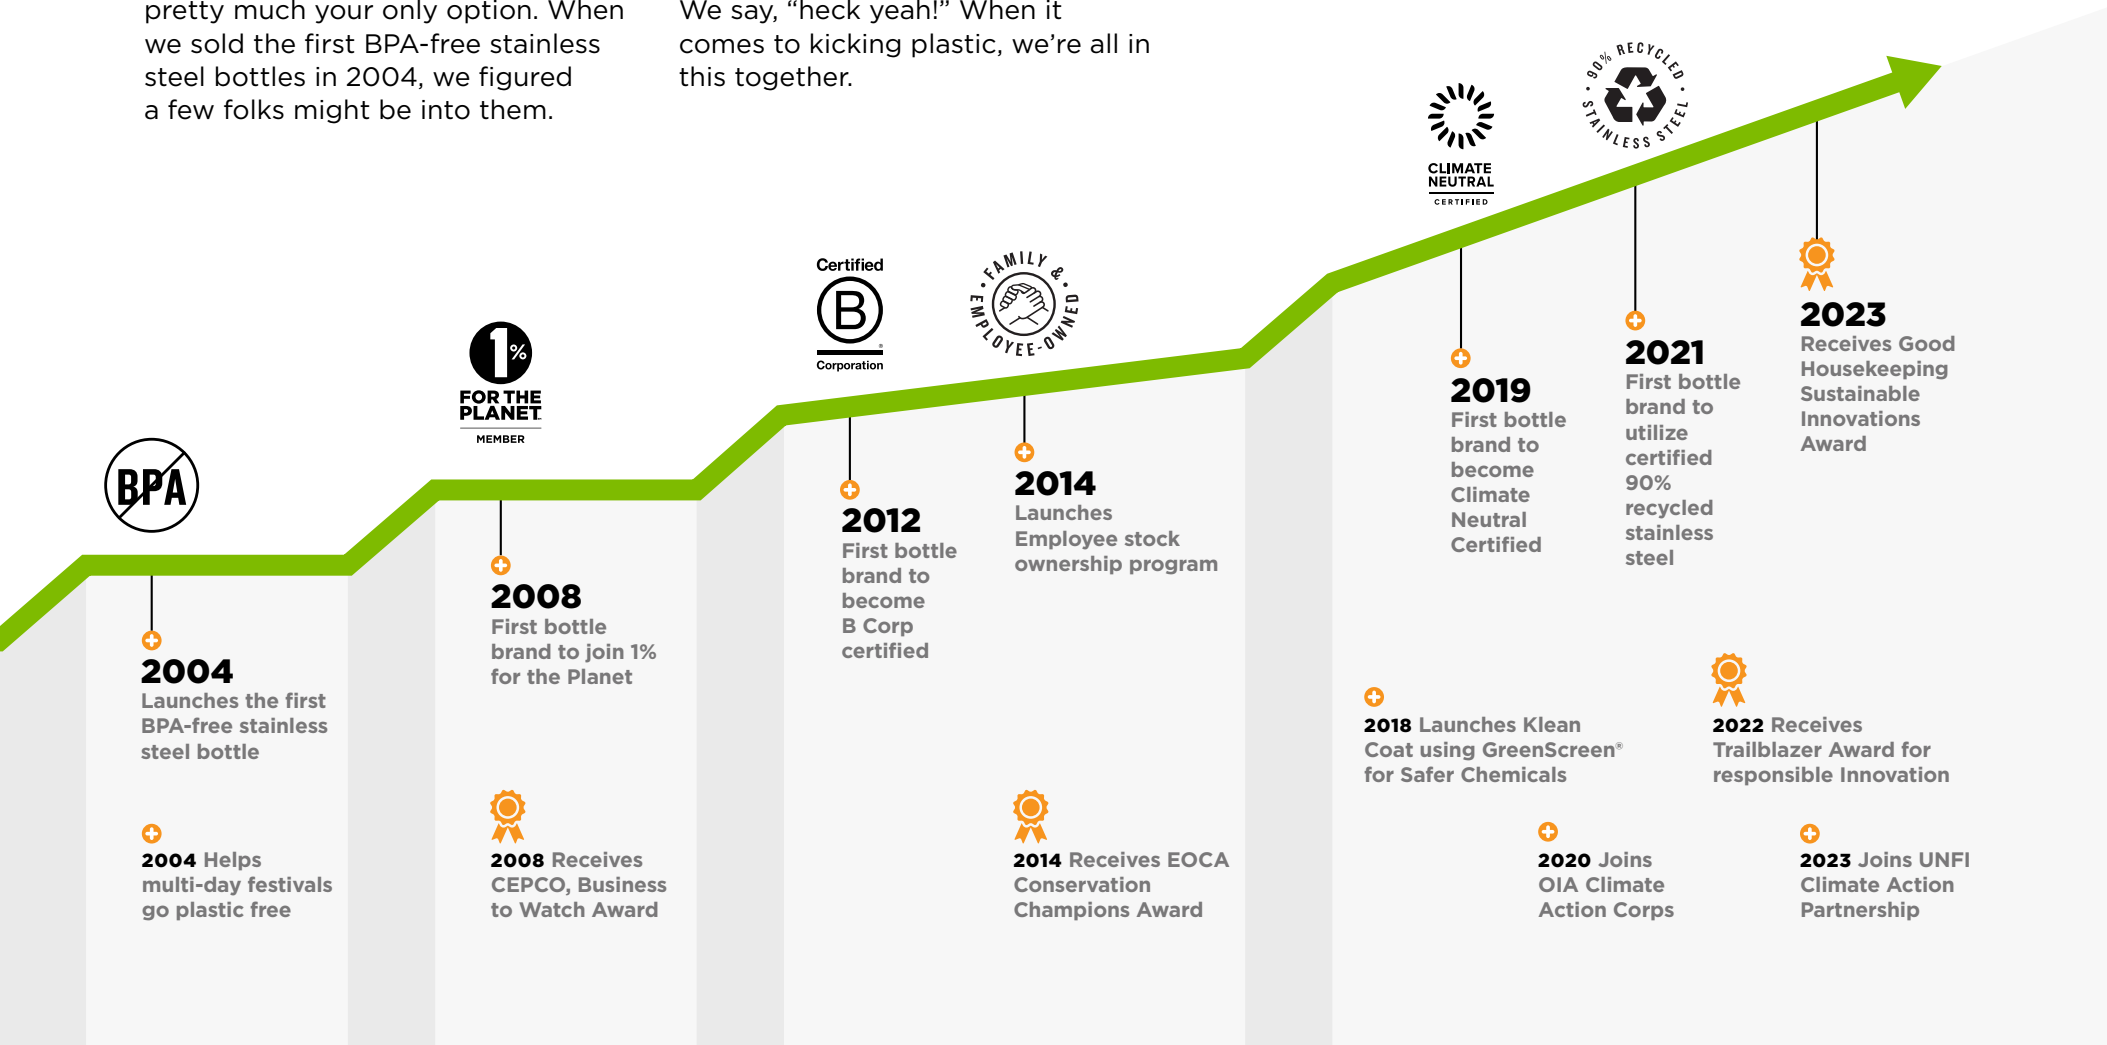 pretty much your only option. When
we sold the first BPA-free stainless
steel bottles in 2004, we figured
a few folks might be into them.
We say, “heck yeah!” When it
comes to kicking plastic, we’re all in
this together.
BPA
2004
Launches the first
BPA-free stainless
steel bottle
2004 Helps
multi-day festivals
go plastic free
1%
FOR THE
PLANET
MEMBER
2008
First bottle
brand to join 1%
for the Planet
2008 Receives
CEPCO, Business
to Watch Award
Certified
B
®
Corporation
2012
First bottle
brand to
become
B Corp
certified
FAMILY &
EMPLOYEE-OWNED
2014
Launches
Employee stock
ownership program
2014 Receives EOCA
Conservation
Champions Award
2018 Launches Klean
Coat using GreenScreen®
for Safer Chemicals
CLIMATE
NEUTRAL
CERTIFIED
2019
First bottle
brand to
become
Climate
Neutral
Certified
2020 Joins
OIA Climate
Action Corps
90% RECYCLED
STAINLESS STEEL
2021
First bottle
brand to
utilize
certified
90%
recycled
stainless
steel
2022 Receives
Trailblazer Award for
responsible Innovation
2023
Receives Good
Housekeeping
Sustainable
Innovations
Award
2023 Joins UNFI
Climate Action
Partnership